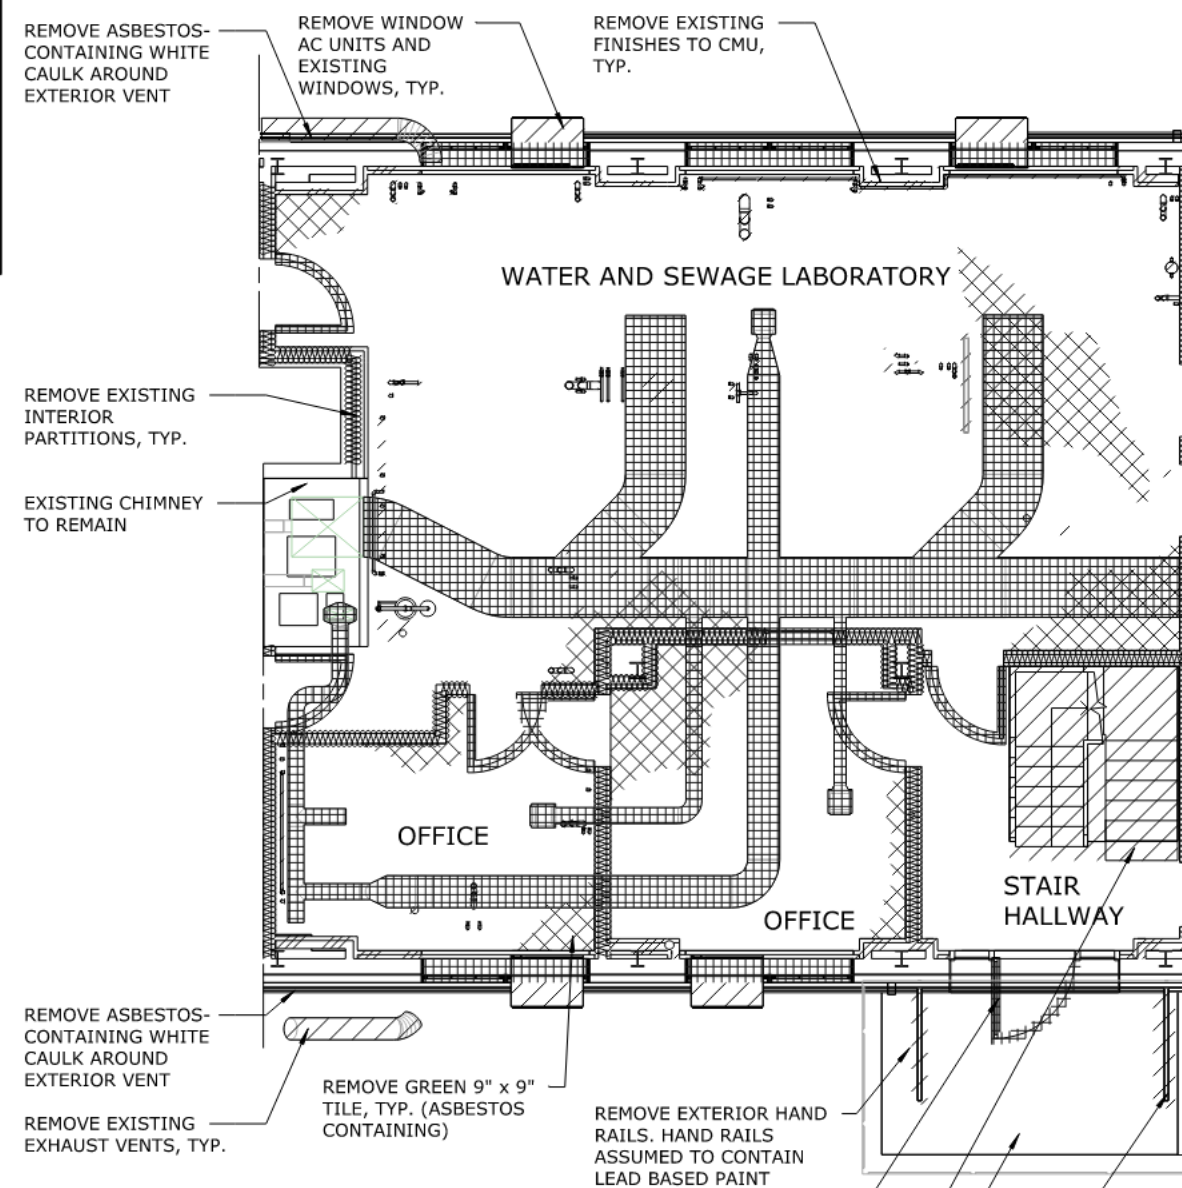 REMOVE ASBESTOS-
CONTAINING WHITE
CAULK AROUND
EXTERIOR VENT
REMOVE WINDOW
AC UNITS AND
EXISTING
WINDOWS, TYP.
REMOVE EXISTING
FINISHES TO CMU,
TYP.
WATER AND SEWAGE LABORATORY
REMOVE EXISTING
INTERIOR
PARTITIONS, TYP.
EXISTING CHIMNEY
TO REMAIN
OFFICE
OFFICE
STAIR
HALLWAY
REMOVE ASBESTOS-
CONTAINING WHITE
CAULK AROUND
EXTERIOR VENT
REMOVE EXISTING
EXHAUST VENTS, TYP.
REMOVE GREEN 9" x 9"
TILE, TYP. (ASBESTOS
CONTAINING)
REMOVE EXTERIOR HAND
RAILS. HAND RAILS
ASSUMED TO CONTAIN
LEAD BASED PAINT